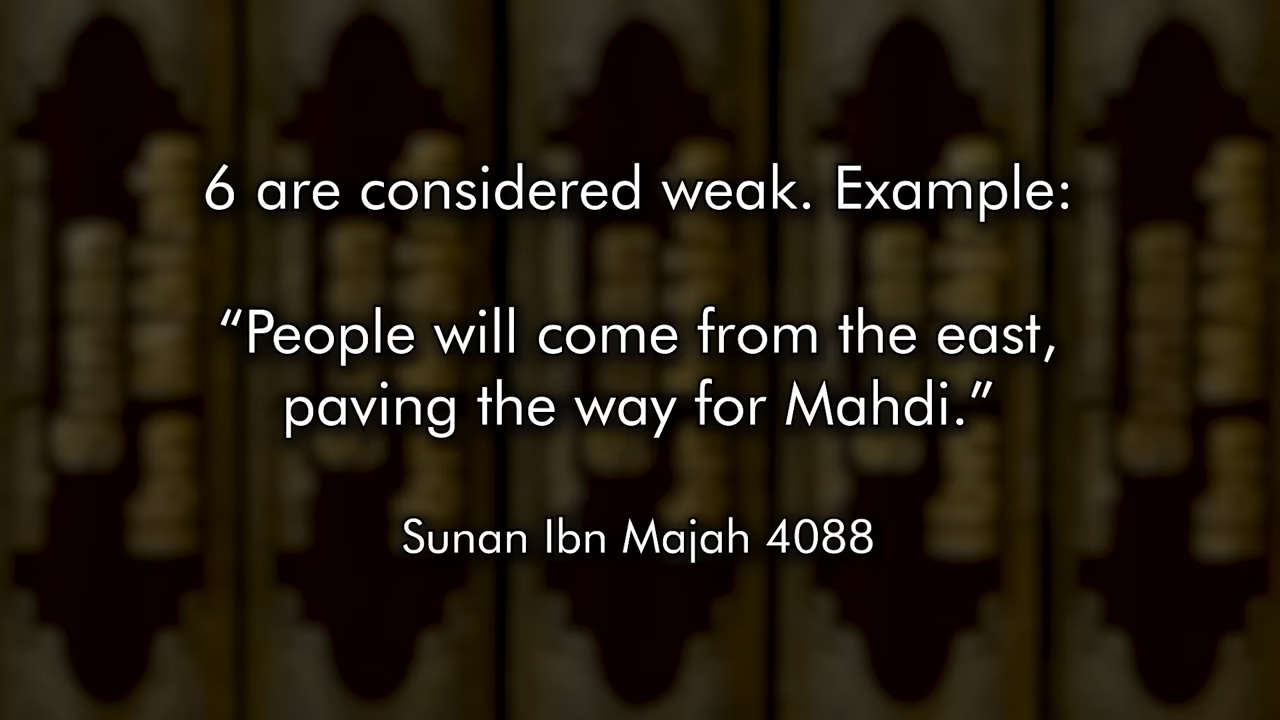 6 are considered weak. Example:
“People will come from the east,
paving the way for Mahdi.”
Sunan Ibn Majah 4088